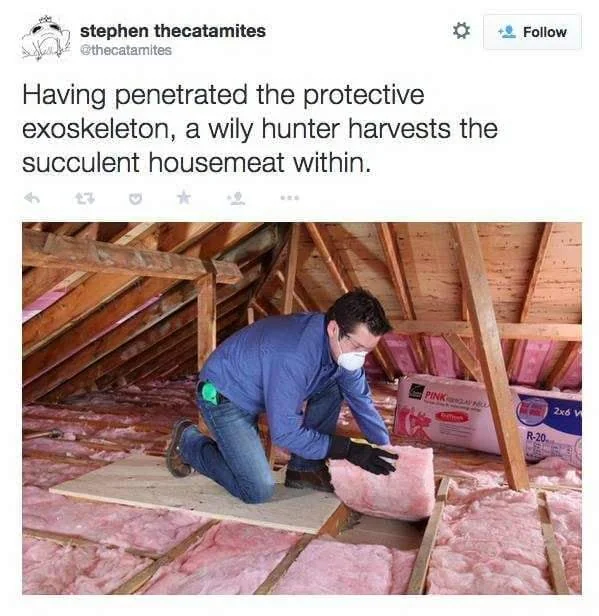 stephen thecatamites
@thecatamites
Follow
Having penetrated the protective
exoskeleton, a wily hunter harvests the
succulent housemeat within.
PINK
2x6
R-20